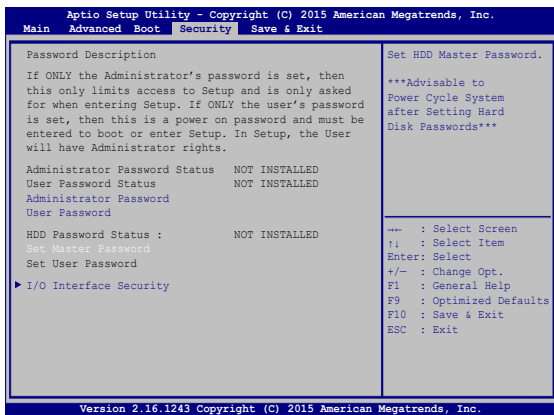 Aptio Setup Utility - Copyright (C) 2015 American Megatrends, Inc.
Main Advanced Boot Security Save & Exit
Password Description
If ONLY the Administrator's password is set, then
this only limits access to Setup and is only asked
for when entering Setup. If ONLY the user's password
is set, then this is a power on password and must be
entered to boot or enter Setup. In Setup, the User
will have Administrator rights.
Administrator Password Status NOT INSTALLED
User Password Status NOT INSTALLED
Administrator Password
User Password
HDD Password Status : NOT INSTALLED
Set Master Password
Set User Password
I/O Interface Security
Set HDD Master Password.
***Advisable to
Power Cycle System
after Setting Hard
Disk Passwords***
→← : Select Screen
↑↓ : Select Item
Enter: Select
+/— : Change Opt.
F1 : General Help
F9 : Optimized Defaults
F10 : Save & Exit
ESC : Exit
Version 2.16.1243 Copyright (C) 2015 American Megatrends, Inc.